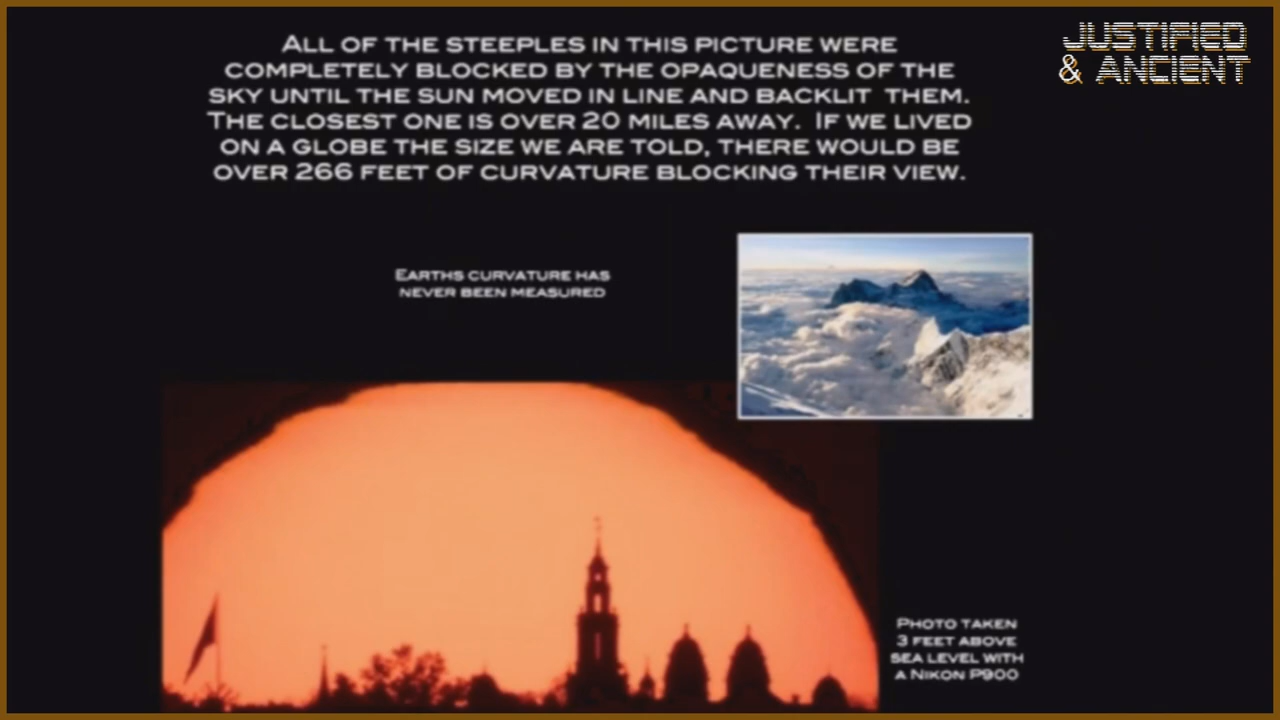 JUSTIFIED
& ANCIENT
ALL OF THE STEEPLES IN THIS PICTURE WERE
COMPLETELY BLOCKED BY THE OPAQUENESS OF THE
SKY UNTIL THE SUN MOVED IN LINE AND BACKLIT THEM.
THE CLOSEST ONE IS OVER 20 MILES AWAY. IF WE LIVED
ON A GLOBE THE SIZE WE ARE TOLD, THERE WOULD BE
OVER 266 FEET OF CURVATURE BLOCKING THEIR VIEW.
EARTHS CURVATURE HAS
NEVER BEEN MEASURED
PHOTO TAKEN
3 FEET ABOVE
SEA LEVEL WITH
A NIKON P900